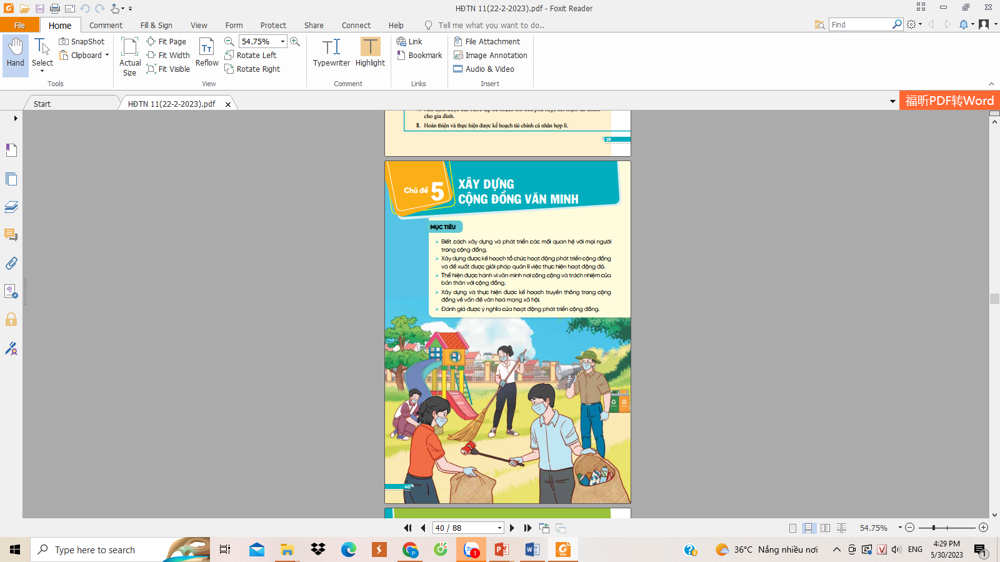 HĐTN 11(22-2-2023).pdf - Foxit Reader
File Home Comment Fill & Sign View Form Protect Share Connect Help Tell me what you want to do.. Find
Hand
Select
SnapShot
Clipboard
Tools
Actual Size
Fit Page
Fit Width
Fit Visible
Reflow
54.75%
Rotate Left
Rotate Right
View
Typewriter
Highlight
Comment
Link
Bookmark
Links
File Attachment
Image Annotation
Audio & Video
Insert
Start
HĐTN 11(22-2-2023).pdf
福昕PDF转Word
cho gia đình.
8. Hoàn thiện và thực hiện được kế hoạch tài chính cá nhân hợp lí.
39
Chủ đề 5
XÂY DỰNG
CỘNG ĐỒNG VĂN MINH
MỤC TIÊU
➢ Biết cách xây dựng và phát triển các mối quan hệ với mọi người
trong cộng đồng.
➢ Xây dựng được kế hoạch tổ chức hoạt động phát triển cộng đồng
và đề xuất được giải pháp quản lí việc thực hiện hoạt động đó.
➢ Thể hiện được hành vi văn minh nơi công cộng và trách nhiệm của
bản thân với cộng đồng.
➢ Xây dựng và thực hiện được kế hoạch truyền thông trong cộng
đồng về vấn đề văn hoá mạng xã hội.
➢ Đánh giá được ý nghĩa của hoạt động phát triển cộng đồng.
40
40 / 88
54.75%
Type here to search
36°C Nắng nhiều nơi
ENG
4:29 PM
5/30/2023